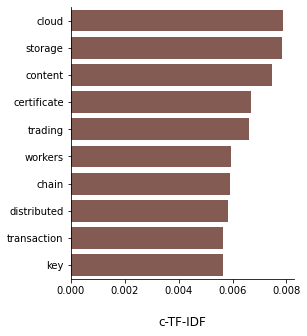 cloud
storage
content
certificate
trading
workers
chain
distributed
transaction
key
0.000 0.002 0.004 0.006 0.008
c-TF-IDF